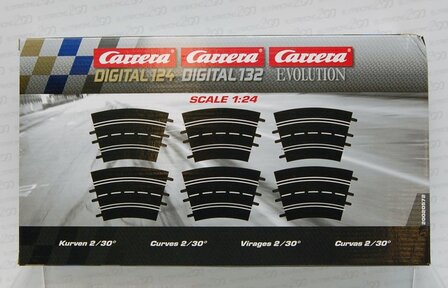 Carrera Carrera Carrera
DIGITAL 124 DIGITAL 132 EVOLUTION
SCALE 1:24
Kurven 2/30° Curves 2/30° Virages 2/30° Curvas 2/30°
20020572